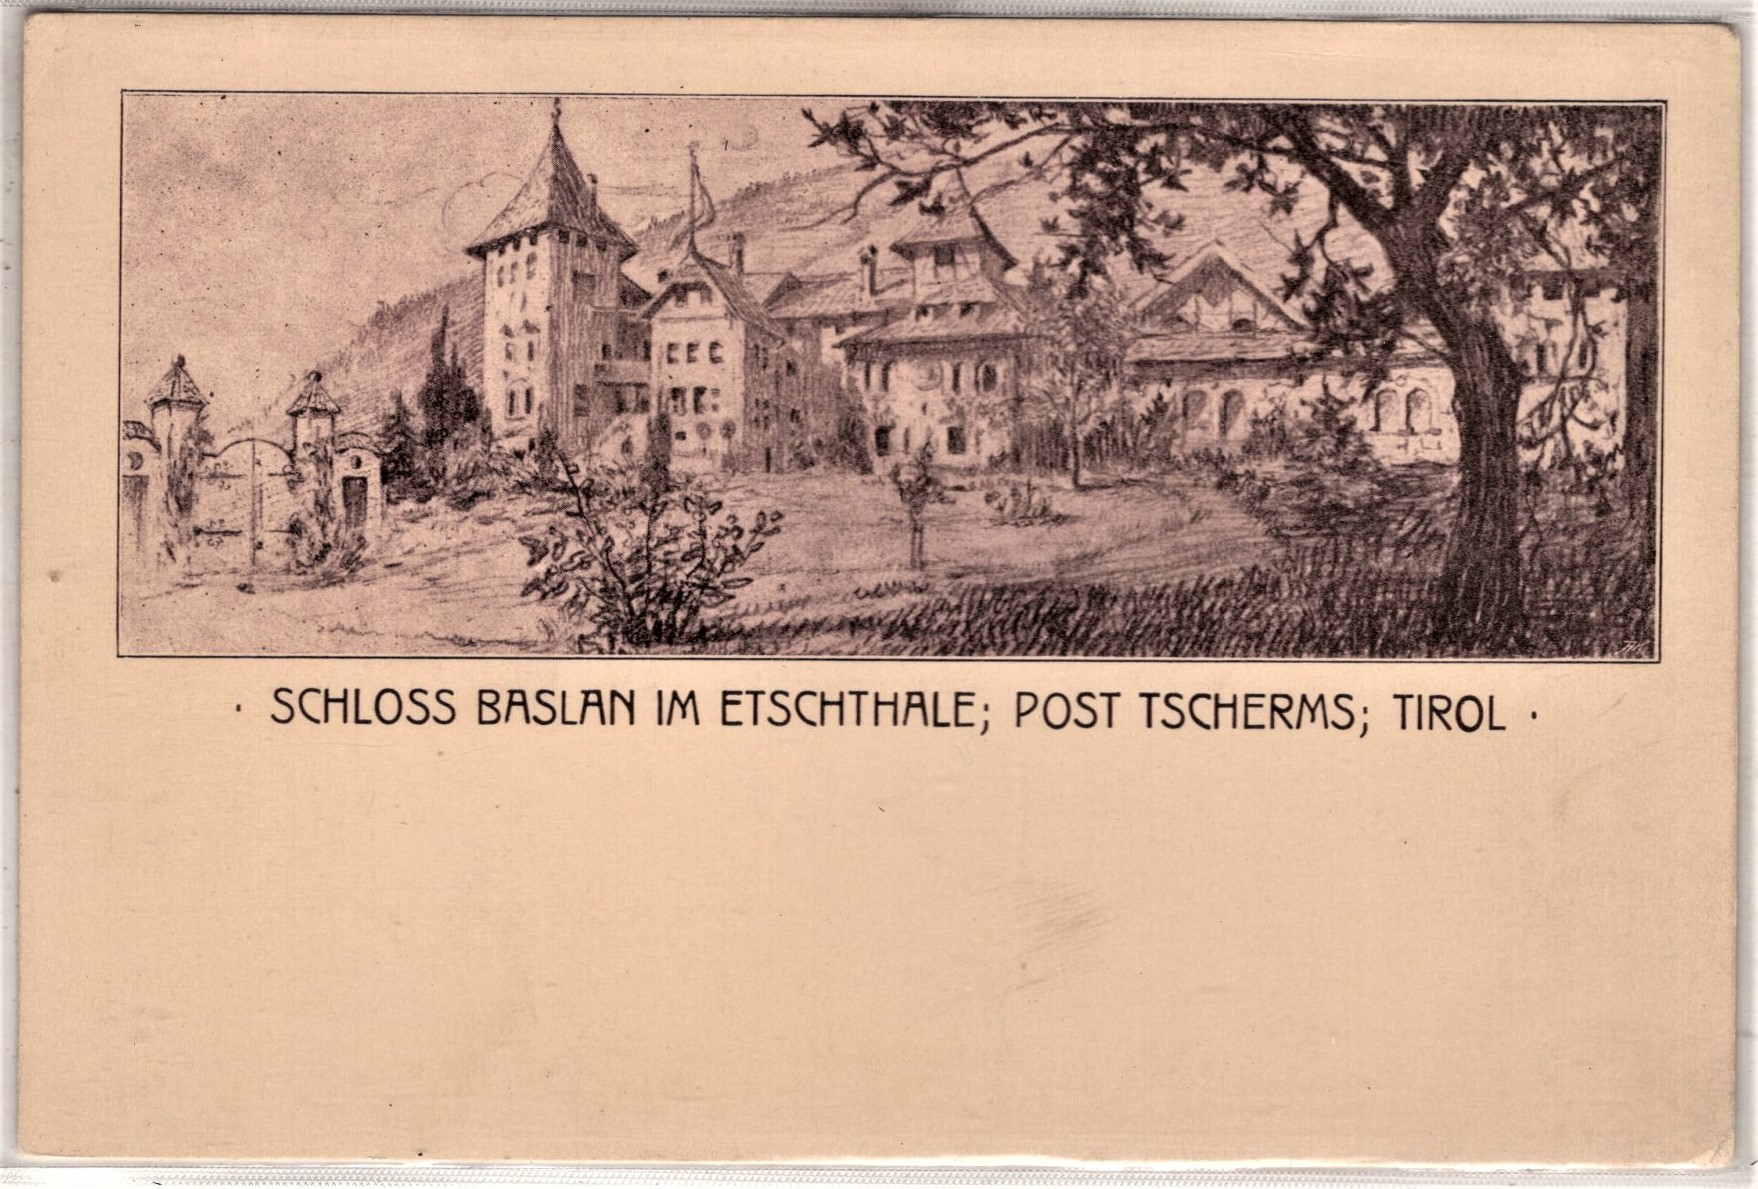 · SCHLOSS BASLAN IM ETSCHTHALE; POST TSCHERMS; TIROL ·